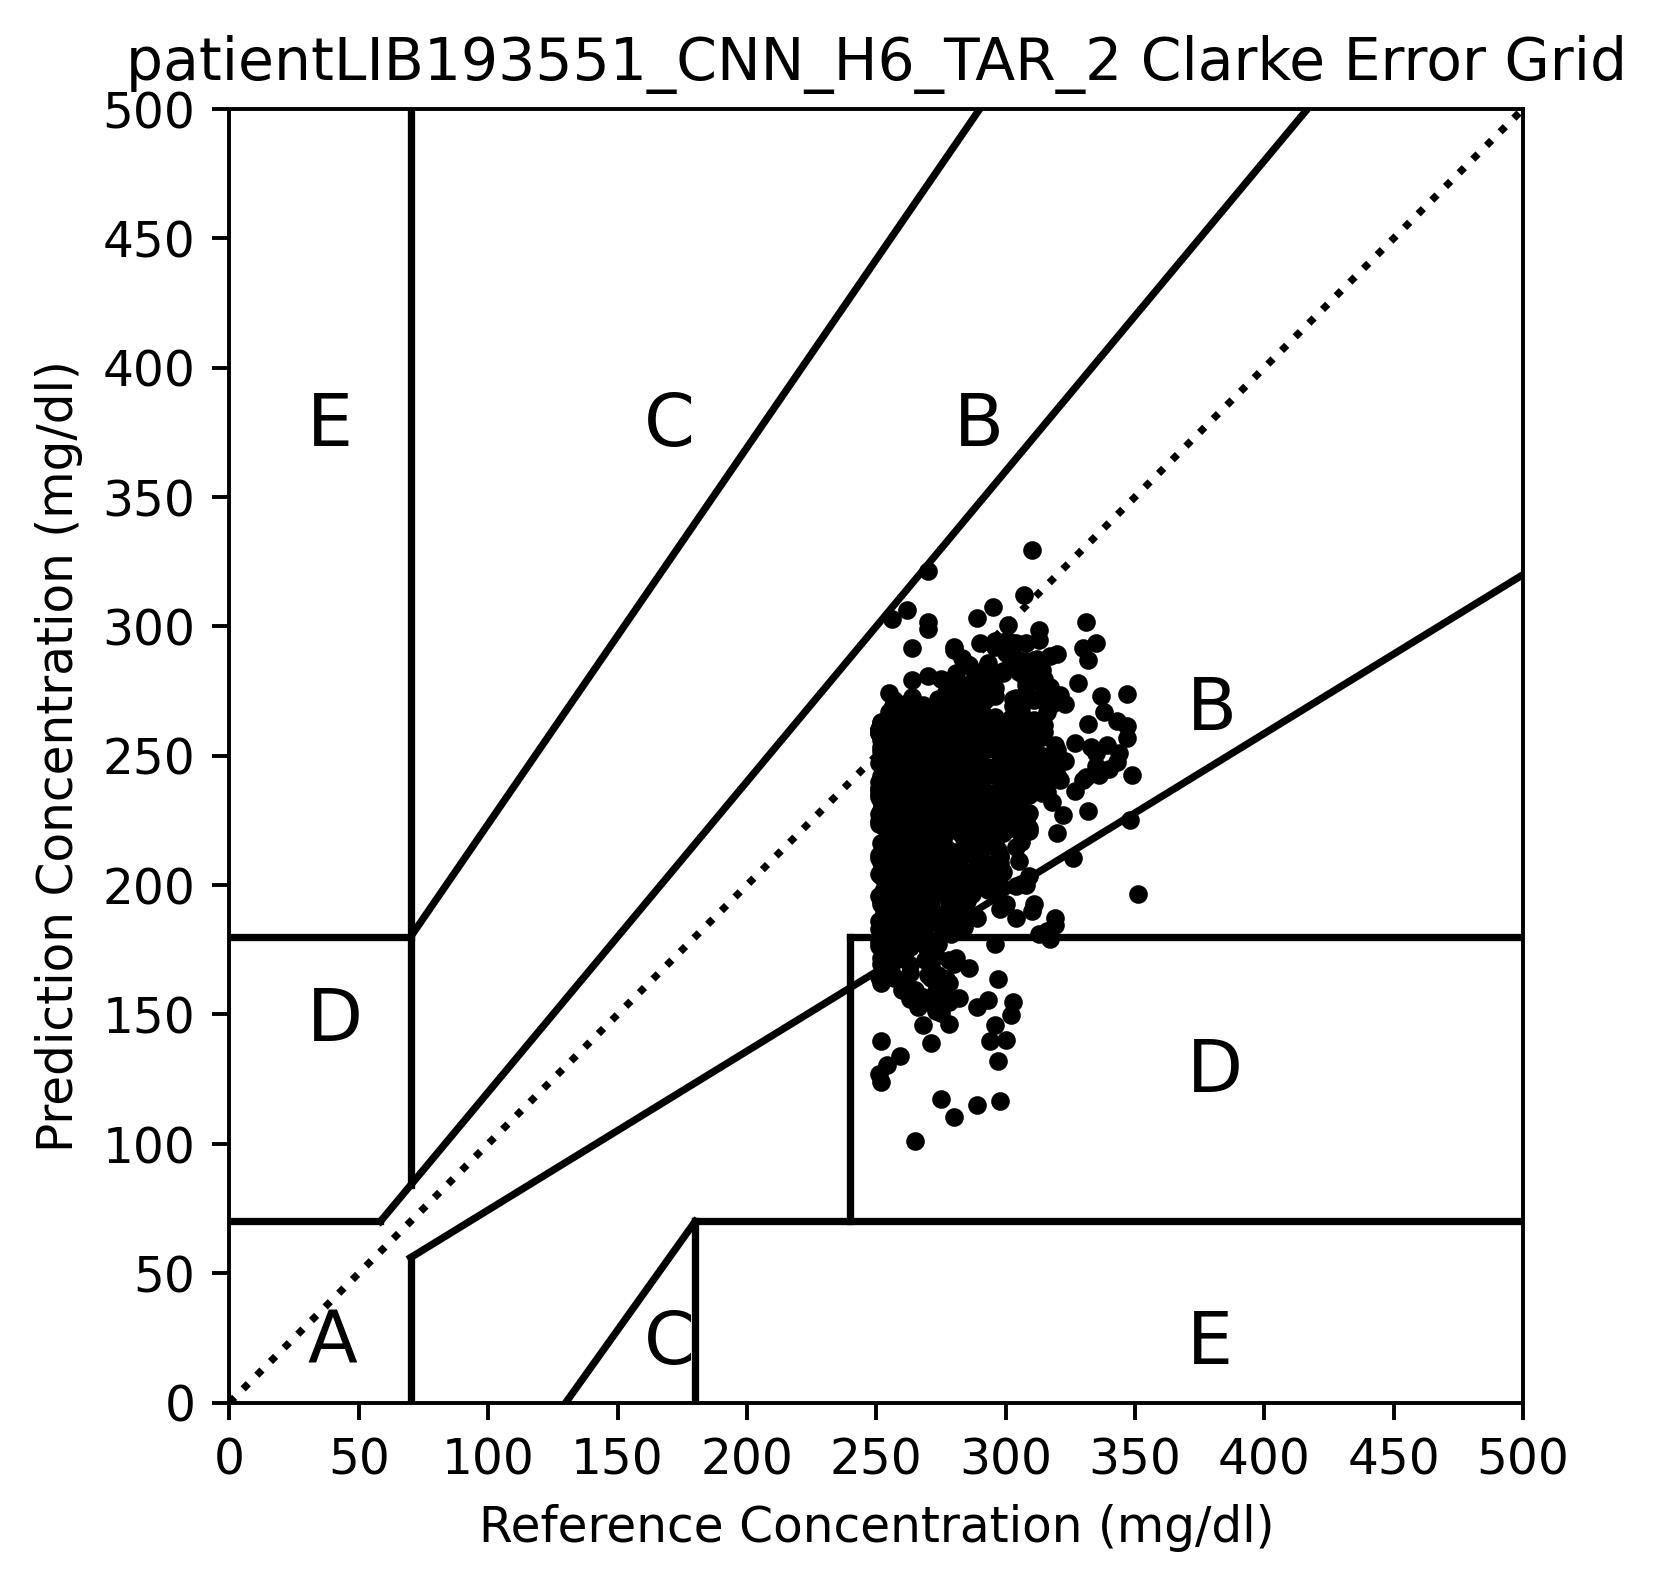 patientLIB193551_CNN_H6_TAR_2 Clarke Error Grid
500
450
400
350
300
250
200
150
100
50
0
Prediction Concentration (mg/dl)
E
C
B
B
D
D
A
C
E
0 50 100 150 200 250 300 350 400 450 500
Reference Concentration (mg/dl)